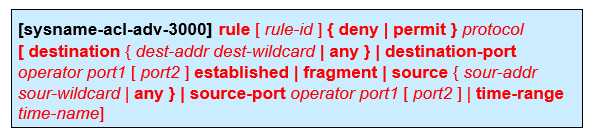 [sysname-acl-adv-3000] rule [ rule-id ] { deny | permit } protocol
[ destination { dest-addr dest-wildcard | any } | destination-port
operator port1 [ port2 ] established | fragment | source { sour-addr
sour-wildcard | any } | source-port operator port1 [ port2 ] | time-range
time-name]